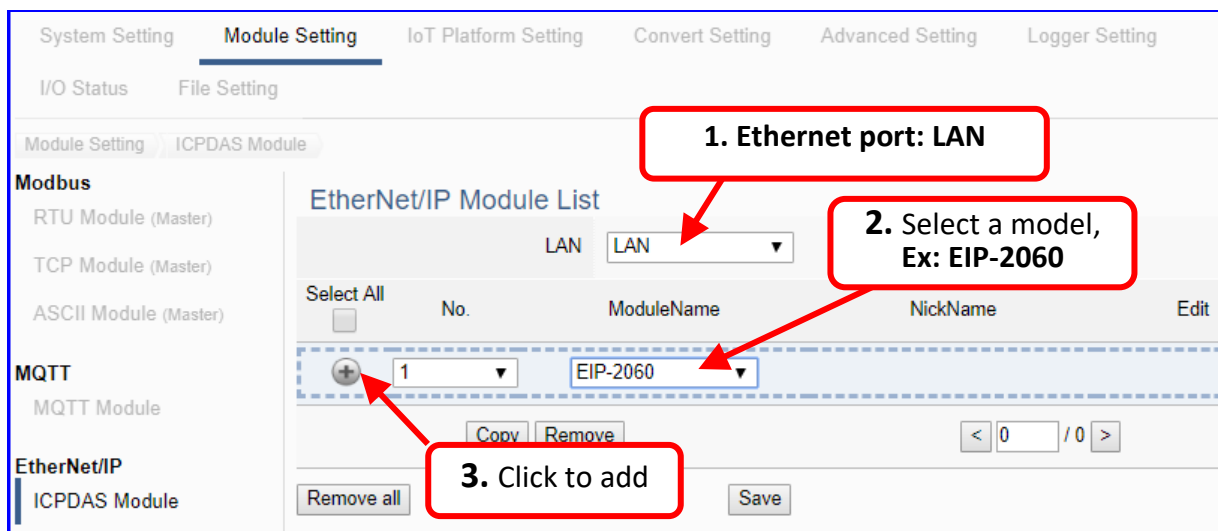 System Setting Module Setting IoT Platform Setting Convert Setting Advanced Setting Logger Setting
I/O Status File Setting
Module Setting ICPDAS Module
1. Ethernet port: LAN
Modbus
RTU Module (Master)
TCP Module (Master)
ASCII Module (Master)
MQTT
MQTT Module
EtherNet/IP
ICPDAS Module
EtherNet/IP Module List
LAN LAN
2. Select a model,
Ex: EIP-2060
Select All No. ModuleName NickName Edit
1 EIP-2060
Copy Remove < 0 / 0 >
3. Click to add
Remove all Save